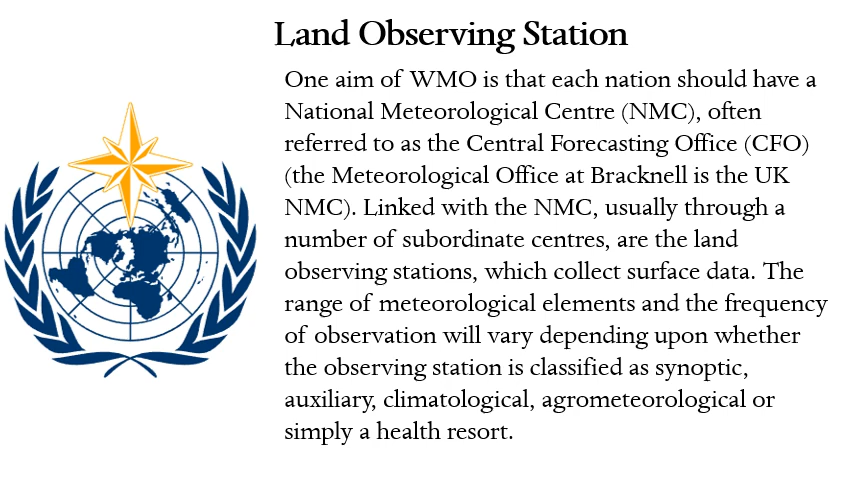 Land Observing Station
One aim of WMO is that each nation should have a
National Meteorological Centre (NMC), often
referred to as the Central Forecasting Office (CFO)
(the Meteorological Office at Bracknell is the UK
NMC). Linked with the NMC, usually through a
number of subordinate centres, are the land
observing stations, which collect surface data. The
range of meteorological elements and the frequency
of observation will vary depending upon whether
the observing station is classified as synoptic,
auxiliary, climatological, agrometeorological or
simply a health resort.